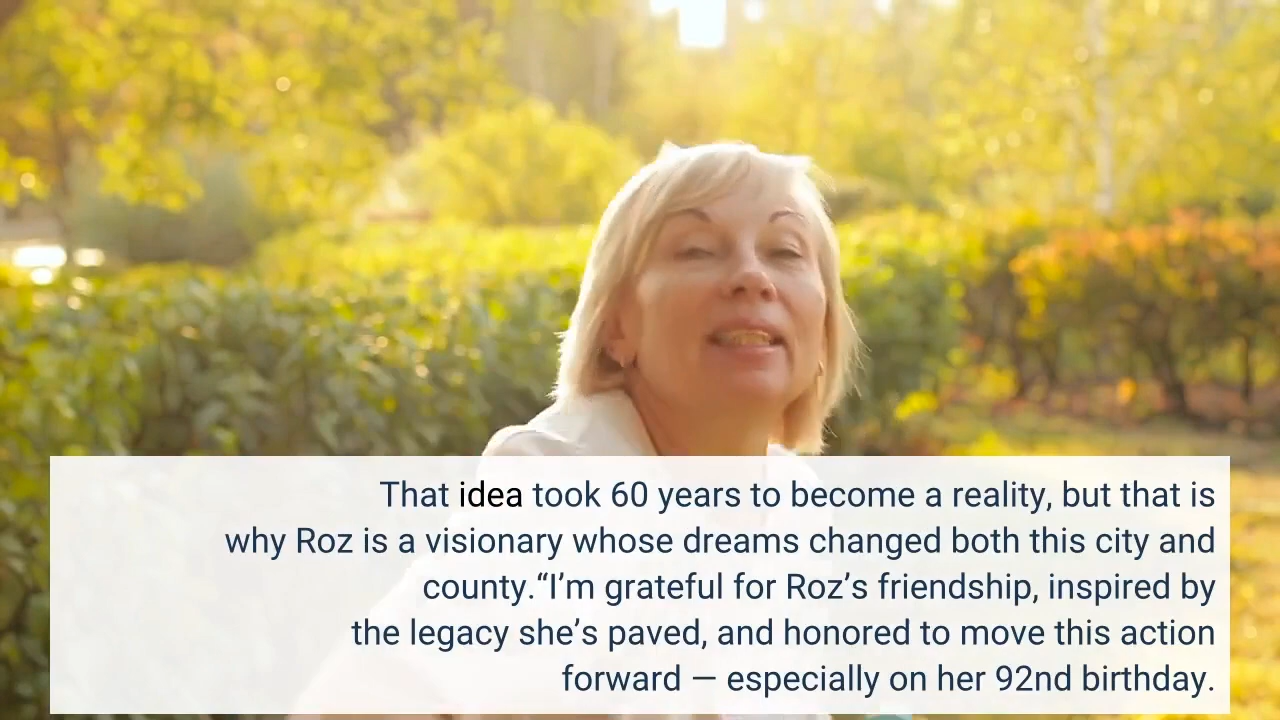 That idea took 60 years to become a reality, but that is
why Roz is a visionary whose dreams changed both this city and
county.“I’m grateful for Roz’s friendship, inspired by
the legacy she’s paved, and honored to move this action
forward — especially on her 92nd birthday.